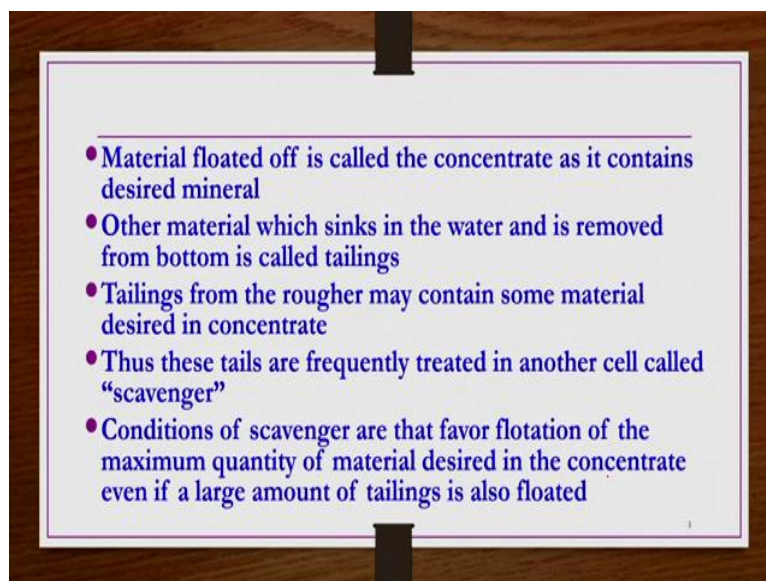 • Material floated off is called the concentrate as it contains
desired mineral
• Other material which sinks in the water and is removed
from bottom is called tailings
• Tailings from the rougher may contain some material
desired in concentrate
• Thus these tails are frequently treated in another cell called
“scavenger”
• Conditions of scavenger are that favor flotation of the
maximum quantity of material desired in the concentrate
even if a large amount of tailings is also floated